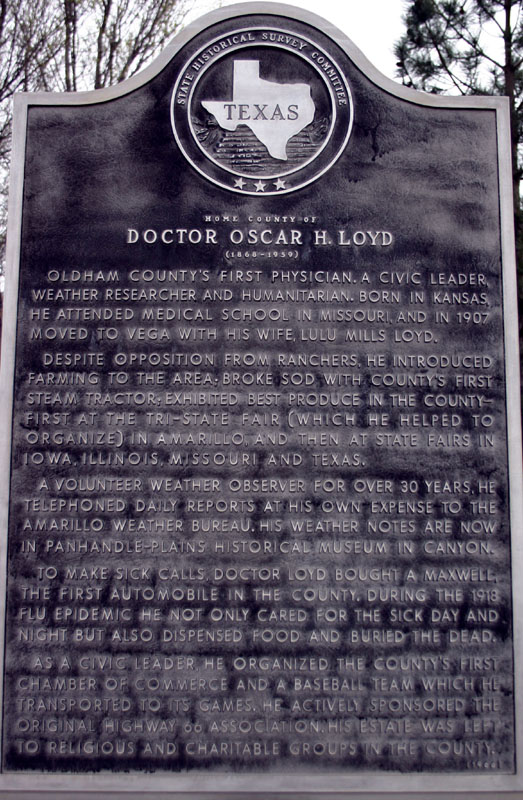 STATE HISTORICAL SURVEY COMMITTEE
TEXAS
HOME COUNTY OF
DOCTOR OSCAR H. LOYD
(1868-1959)
OLDHAM COUNTY'S FIRST PHYSICIAN. A CIVIC LEADER,
WEATHER RESEARCHER AND HUMANITARIAN. BORN IN KANSAS,
HE ATTENDED MEDICAL SCHOOL IN MISSOURI, AND IN 1907
MOVED TO VEGA WITH HIS WIFE, LULU MILLS LOYD.
DESPITE OPPOSITION FROM RANCHERS, HE INTRODUCED
FARMING TO THE AREA; BROKE SOD WITH COUNTY'S FIRST
STEAM TRACTOR; EXHIBITED BEST PRODUCE IN THE COUNTY—
FIRST AT THE TRI-STATE FAIR (WHICH HE HELPED TO
ORGANIZE) IN AMARILLO, AND THEN AT STATE FAIRS IN
IOWA, ILLINOIS, MISSOURI AND TEXAS.
A VOLUNTEER WEATHER OBSERVER FOR OVER 30 YEARS, HE
TELEPHONED DAILY REPORTS AT HIS OWN EXPENSE TO THE
AMARILLO WEATHER BUREAU. HIS WEATHER NOTES ARE NOW
IN PANHANDLE-PLAINS HISTORICAL MUSEUM IN CANYON.
TO MAKE SICK CALLS, DOCTOR LOYD BOUGHT A MAXWELL,
THE FIRST AUTOMOBILE IN THE COUNTY. DURING THE 1918
FLU EPIDEMIC HE NOT ONLY CARED FOR THE SICK DAY AND
NIGHT BUT ALSO DISPENSED FOOD AND BURIED THE DEAD.
AS A CIVIC LEADER, HE ORGANIZED THE COUNTY'S FIRST
CHAMBER OF COMMERCE AND A BASEBALL TEAM WHICH HE
TRANSPORTED TO ITS GAMES. HE ACTIVELY SPONSORED THE
ORIGINAL HIGHWAY 66 ASSOCIATION. HIS ESTATE WAS LEFT
TO RELIGIOUS AND CHARITABLE GROUPS IN THE COUNTY.